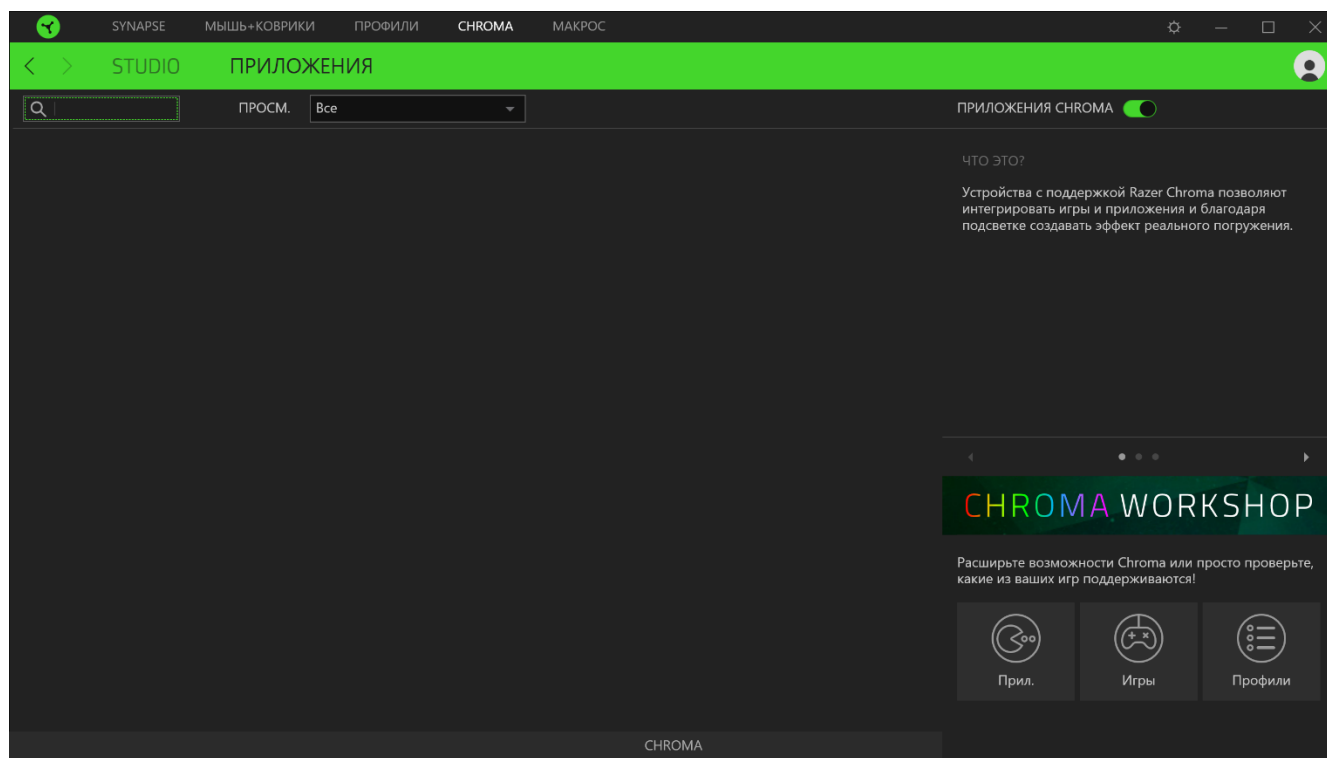 SYNAPSE МЫШЬ+КОВРИКИ ПРОФИЛИ CHROMA МАКРОС
STUDIO ПРИЛОЖЕНИЯ
ПРОСМ. Все
ПРИЛОЖЕНИЯ CHROMA
ЧТО ЭТО?
Устройства с поддержкой Razer Chroma позволяют
интегрировать игры и приложения и благодаря
подсветке создавать эффект реального погружения.
CHROMA WORKSHOP
Расширьте возможности Chroma или просто проверьте,
какие из ваших игр поддерживаются!
Прил. Игры Профили
CHROMA